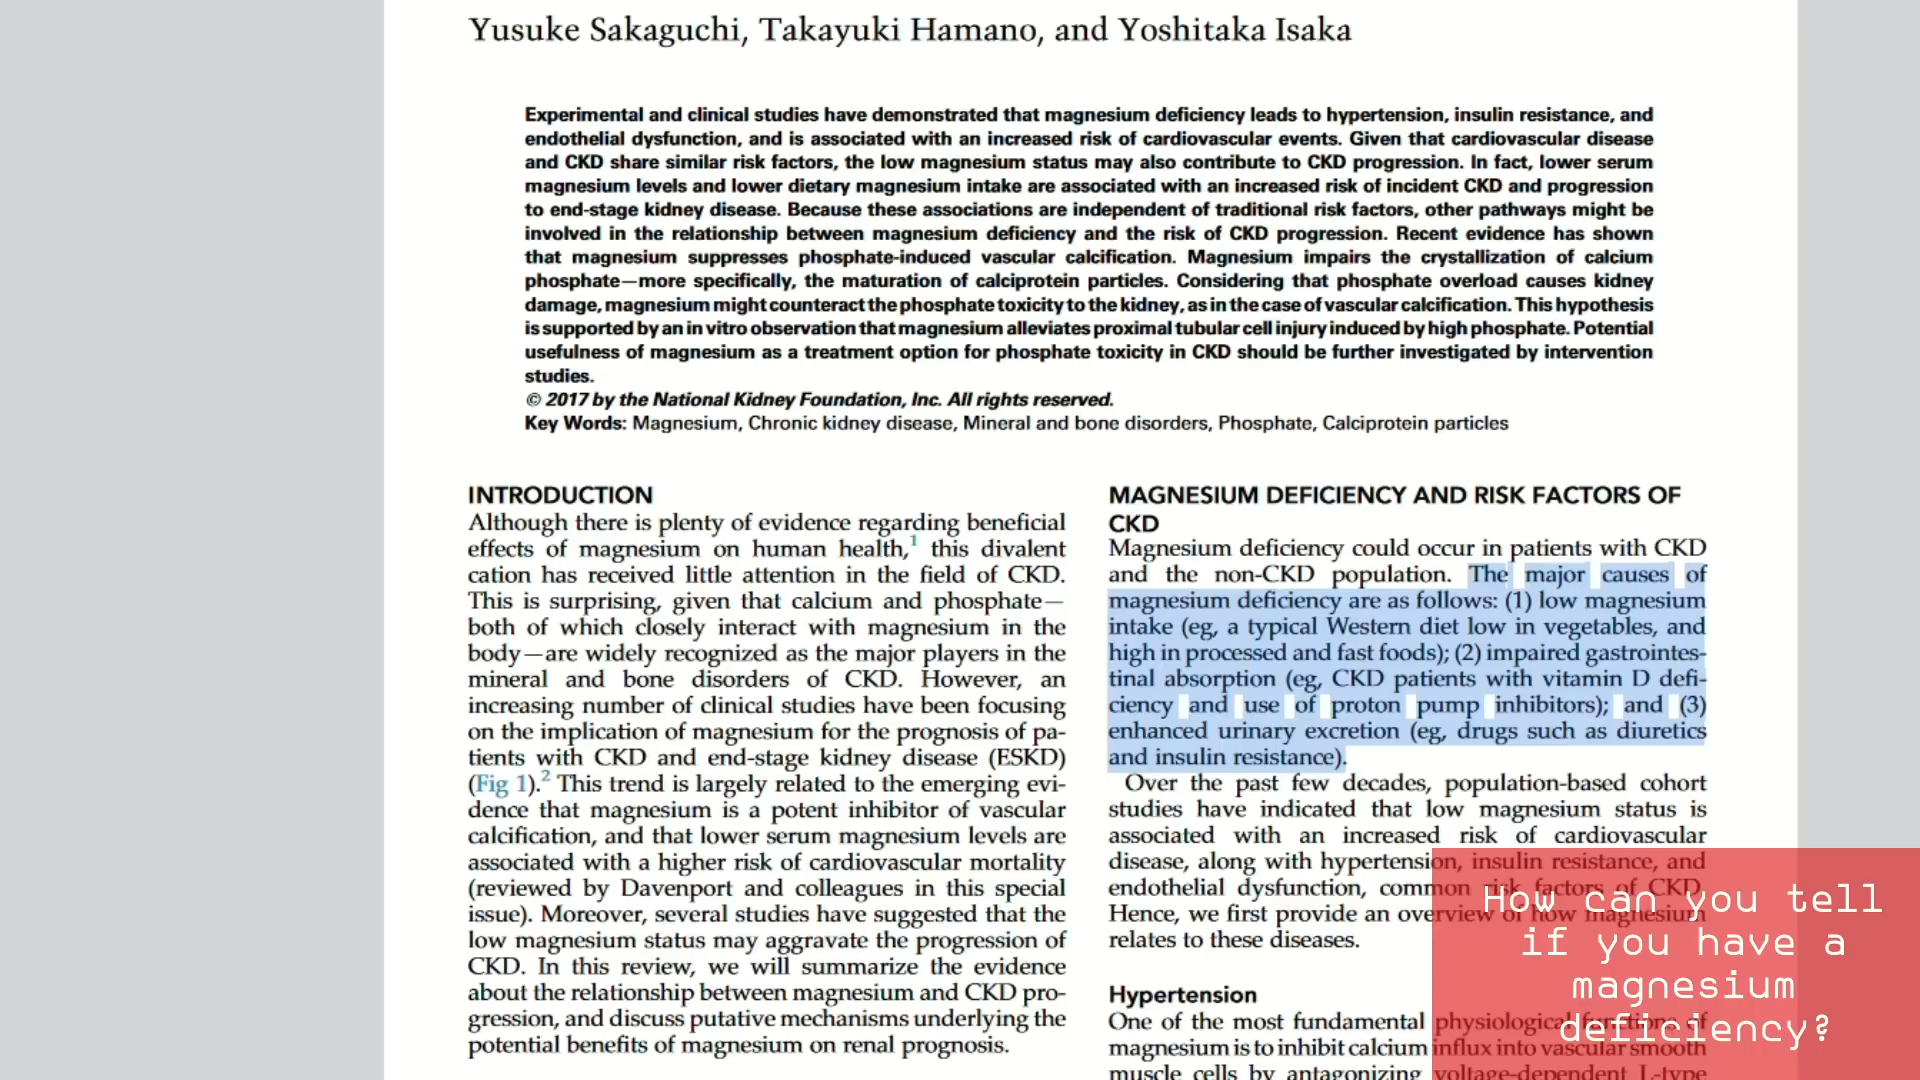 Yusuke Sakaguchi, Takayuki Hamano, and Yoshitaka Isaka
Experimental and clinical studies have demonstrated that magnesium deficiency leads to hypertension, insulin resistance, and
endothelial dysfunction, and is associated with an increased risk of cardiovascular events. Given that cardiovascular disease
and CKD share similar risk factors, the low magnesium status may also contribute to CKD progression. In fact, lower serum
magnesium levels and lower dietary magnesium intake are associated with an increased risk of incident CKD and progression
to end-stage kidney disease. Because these associations are independent of traditional risk factors, other pathways might be
involved in the relationship between magnesium deficiency and the risk of CKD progression. Recent evidence has shown
that magnesium suppresses phosphate-induced vascular calcification. Magnesium impairs the crystallization of calcium
phosphate—more specifically, the maturation of calciprotein particles. Considering that phosphate overload causes kidney
damage, magnesium might counteract the phosphate toxicity to the kidney, as in the case of vascular calcification. This hypothesis
is supported by an in vitro observation that magnesium alleviates proximal tubular cell injury induced by high phosphate. Potential
usefulness of magnesium as a treatment option for phosphate toxicity in CKD should be further investigated by intervention
studies.
© 2017 by the National Kidney Foundation, Inc. All rights reserved.
Key Words: Magnesium, Chronic kidney disease, Mineral and bone disorders, Phosphate, Calciprotein particles
INTRODUCTION
Although there is plenty of evidence regarding beneficial
effects of magnesium on human health,1 this divalent
cation has received little attention in the field of CKD.
This is surprising, given that calcium and phosphate—
both of which closely interact with magnesium in the
body—are widely recognized as the major players in the
mineral and bone disorders of CKD. However, an
increasing number of clinical studies have been focusing
on the implication of magnesium for the prognosis of pa-
tients with CKD and end-stage kidney disease (ESKD)
(Fig 1).2 This trend is largely related to the emerging evi-
dence that magnesium is a potent inhibitor of vascular
calcification, and that lower serum magnesium levels are
associated with a higher risk of cardiovascular mortality
(reviewed by Davenport and colleagues in this special
issue). Moreover, several studies have suggested that the
low magnesium status may aggravate the progression of
CKD. In this review, we will summarize the evidence
about the relationship between magnesium and CKD pro-
gression, and discuss putative mechanisms underlying the
potential benefits of magnesium on renal prognosis.
MAGNESIUM DEFICIENCY AND RISK FACTORS OF
CKD
Magnesium deficiency could occur in patients with CKD
and the non-CKD population. The major causes of
magnesium deficiency are as follows: (1) low magnesium
intake (eg, a typical Western diet low in vegetables, and
high in processed and fast foods); (2) impaired gastrointes-
tinal absorption (eg, CKD patients with vitamin D defi-
ciency and use of proton pump inhibitors); and (3)
enhanced urinary excretion (eg, drugs such as diuretics
and insulin resistance).
Over the past few decades, population-based cohort
studies have indicated that low magnesium status is
associated with an increased risk of cardiovascular
disease, along with hypertension, insulin resistance, and
endothelial dysfunction, common risk factors of CKD.
Hence, we first provide an overview of how magnesium
relates to these diseases.
Hypertension
One of the most fundamental physiological functions of
magnesium is to inhibit calcium influx into vascular smooth
muscle cells by antagonizing voltage-dependent L-type
How can you tell
if you have a
magnesium
deficiency?